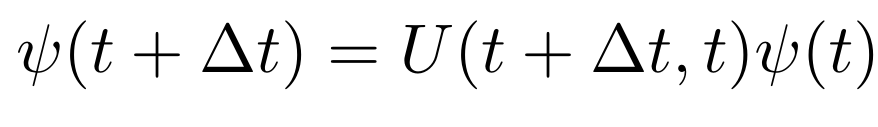 ψ(t + Δt) = U(t + Δt, t)ψ(t)